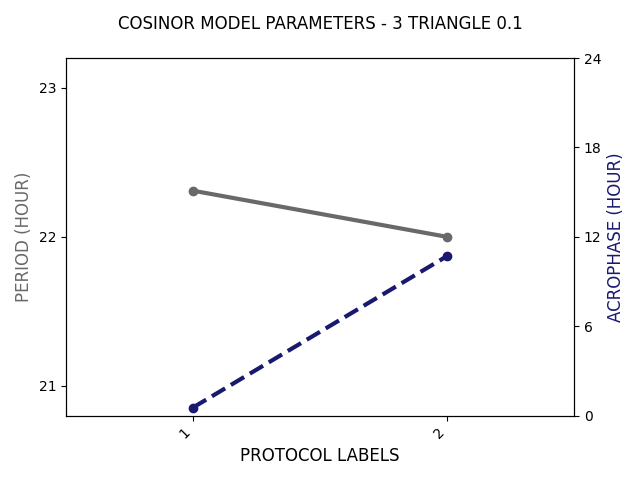 COSINOR MODEL PARAMETERS - 3 TRIANGLE 0.1
23
22
21
PERIOD (HOUR)
24
18
12
6
0
ACROPHASE (HOUR)
1
2
PROTOCOL LABELS